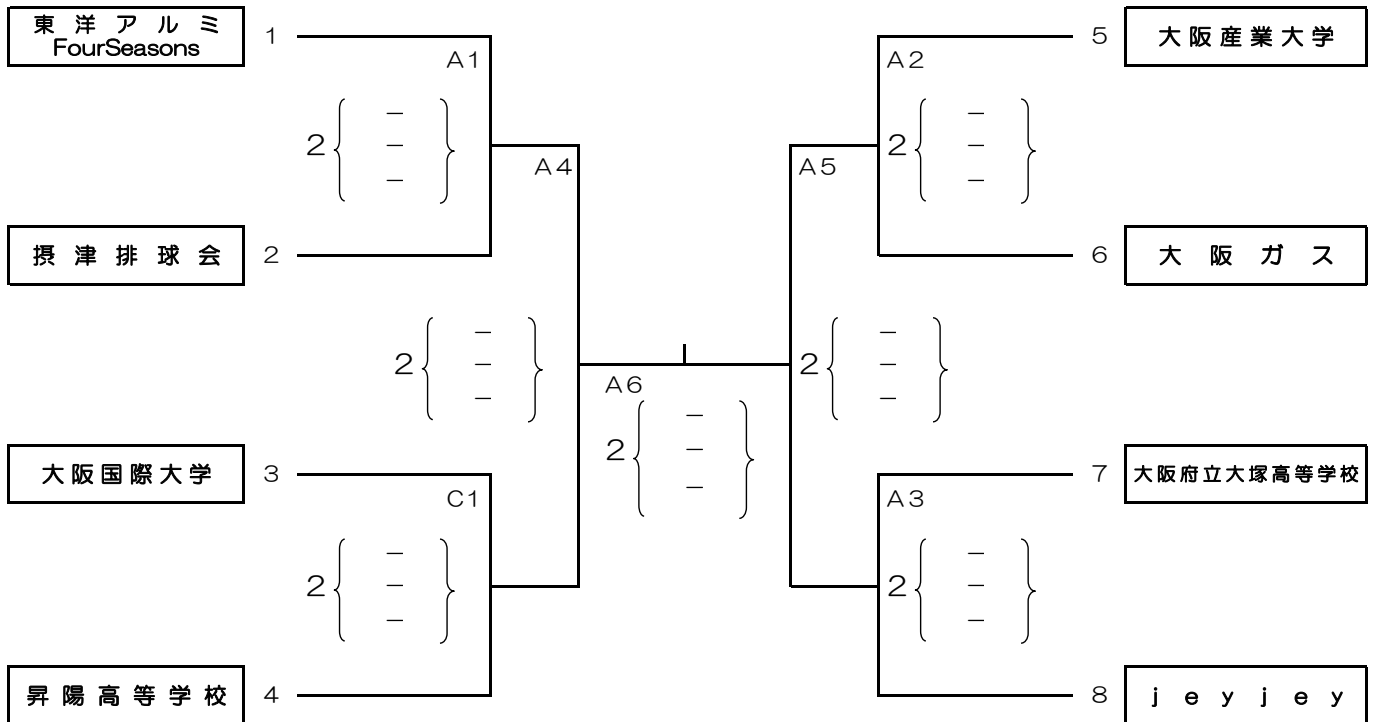 東洋アルミ
FourSeasons
1
A1
A2
5
大阪産業大学
2
－
－
－
2
－
－
－
A4
A5
摂津排球会
2
6
大阪ガス
2
－
－
－
2
－
－
－
A6
2
－
－
－
大阪国際大学
3
C1
A3
7
大阪府立大塚高等学校
2
－
－
－
2
－
－
－
昇陽高等学校
4
8
jeyjey